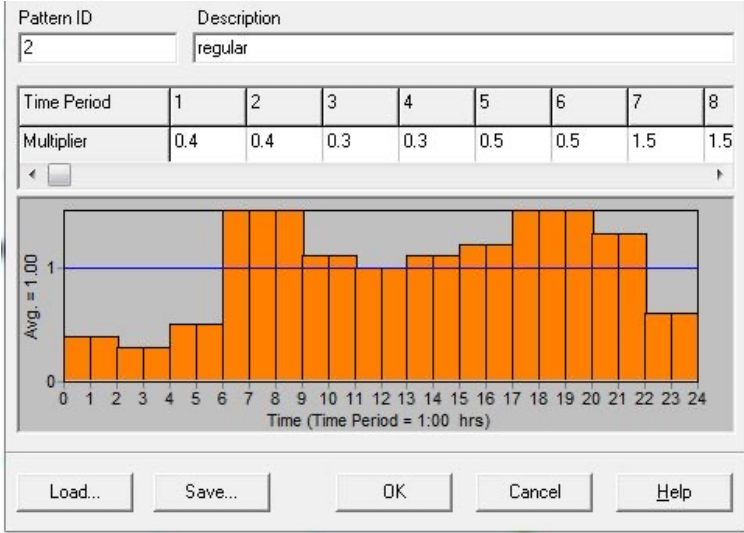 Pattern ID Description
2 regular
Time Period 1 2 3 4 5 6 7 8
Multiplier 0.4 0.4 0.3 0.3 0.5 0.5 1.5 1.5
Avg. = 1.00
1
0
0 1 2 3 4 5 6 7 8 9 10 11 12 13 14 15 16 17 18 19 20 21 22 23 24
Time (Time Period = 1:00 hrs)
Load... Save... OK Cancel Help